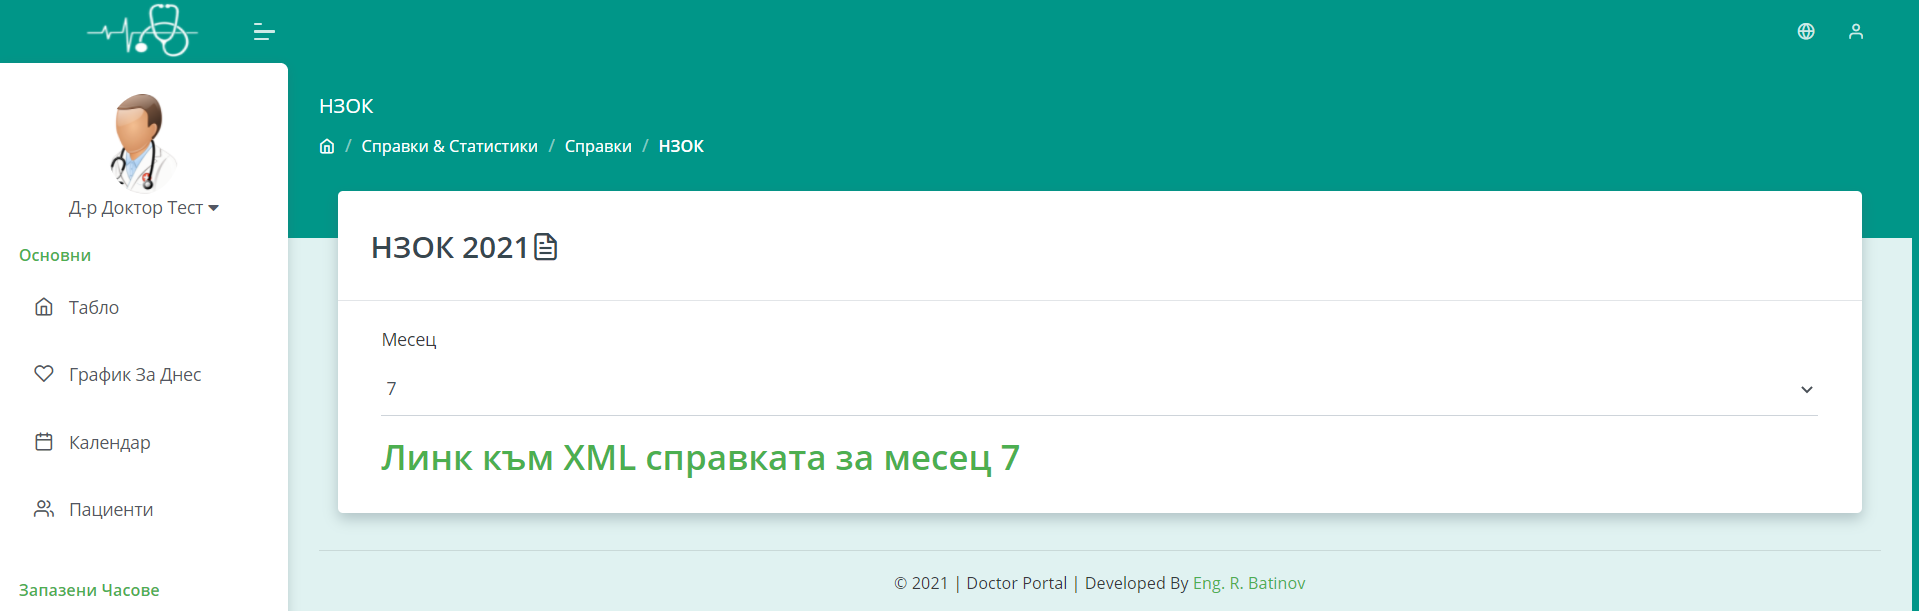 НЗОК
Справки & Статистики / Справки / НЗОК
Д-р Доктор Тест
Основни
Табло
График За Днес
Календар
Пациенти
Запазени Часове
НЗОК 2021
Месец
7
Линк към XML справката за месец 7
© 2021 | Doctor Portal | Developed By Eng. R. Batinov